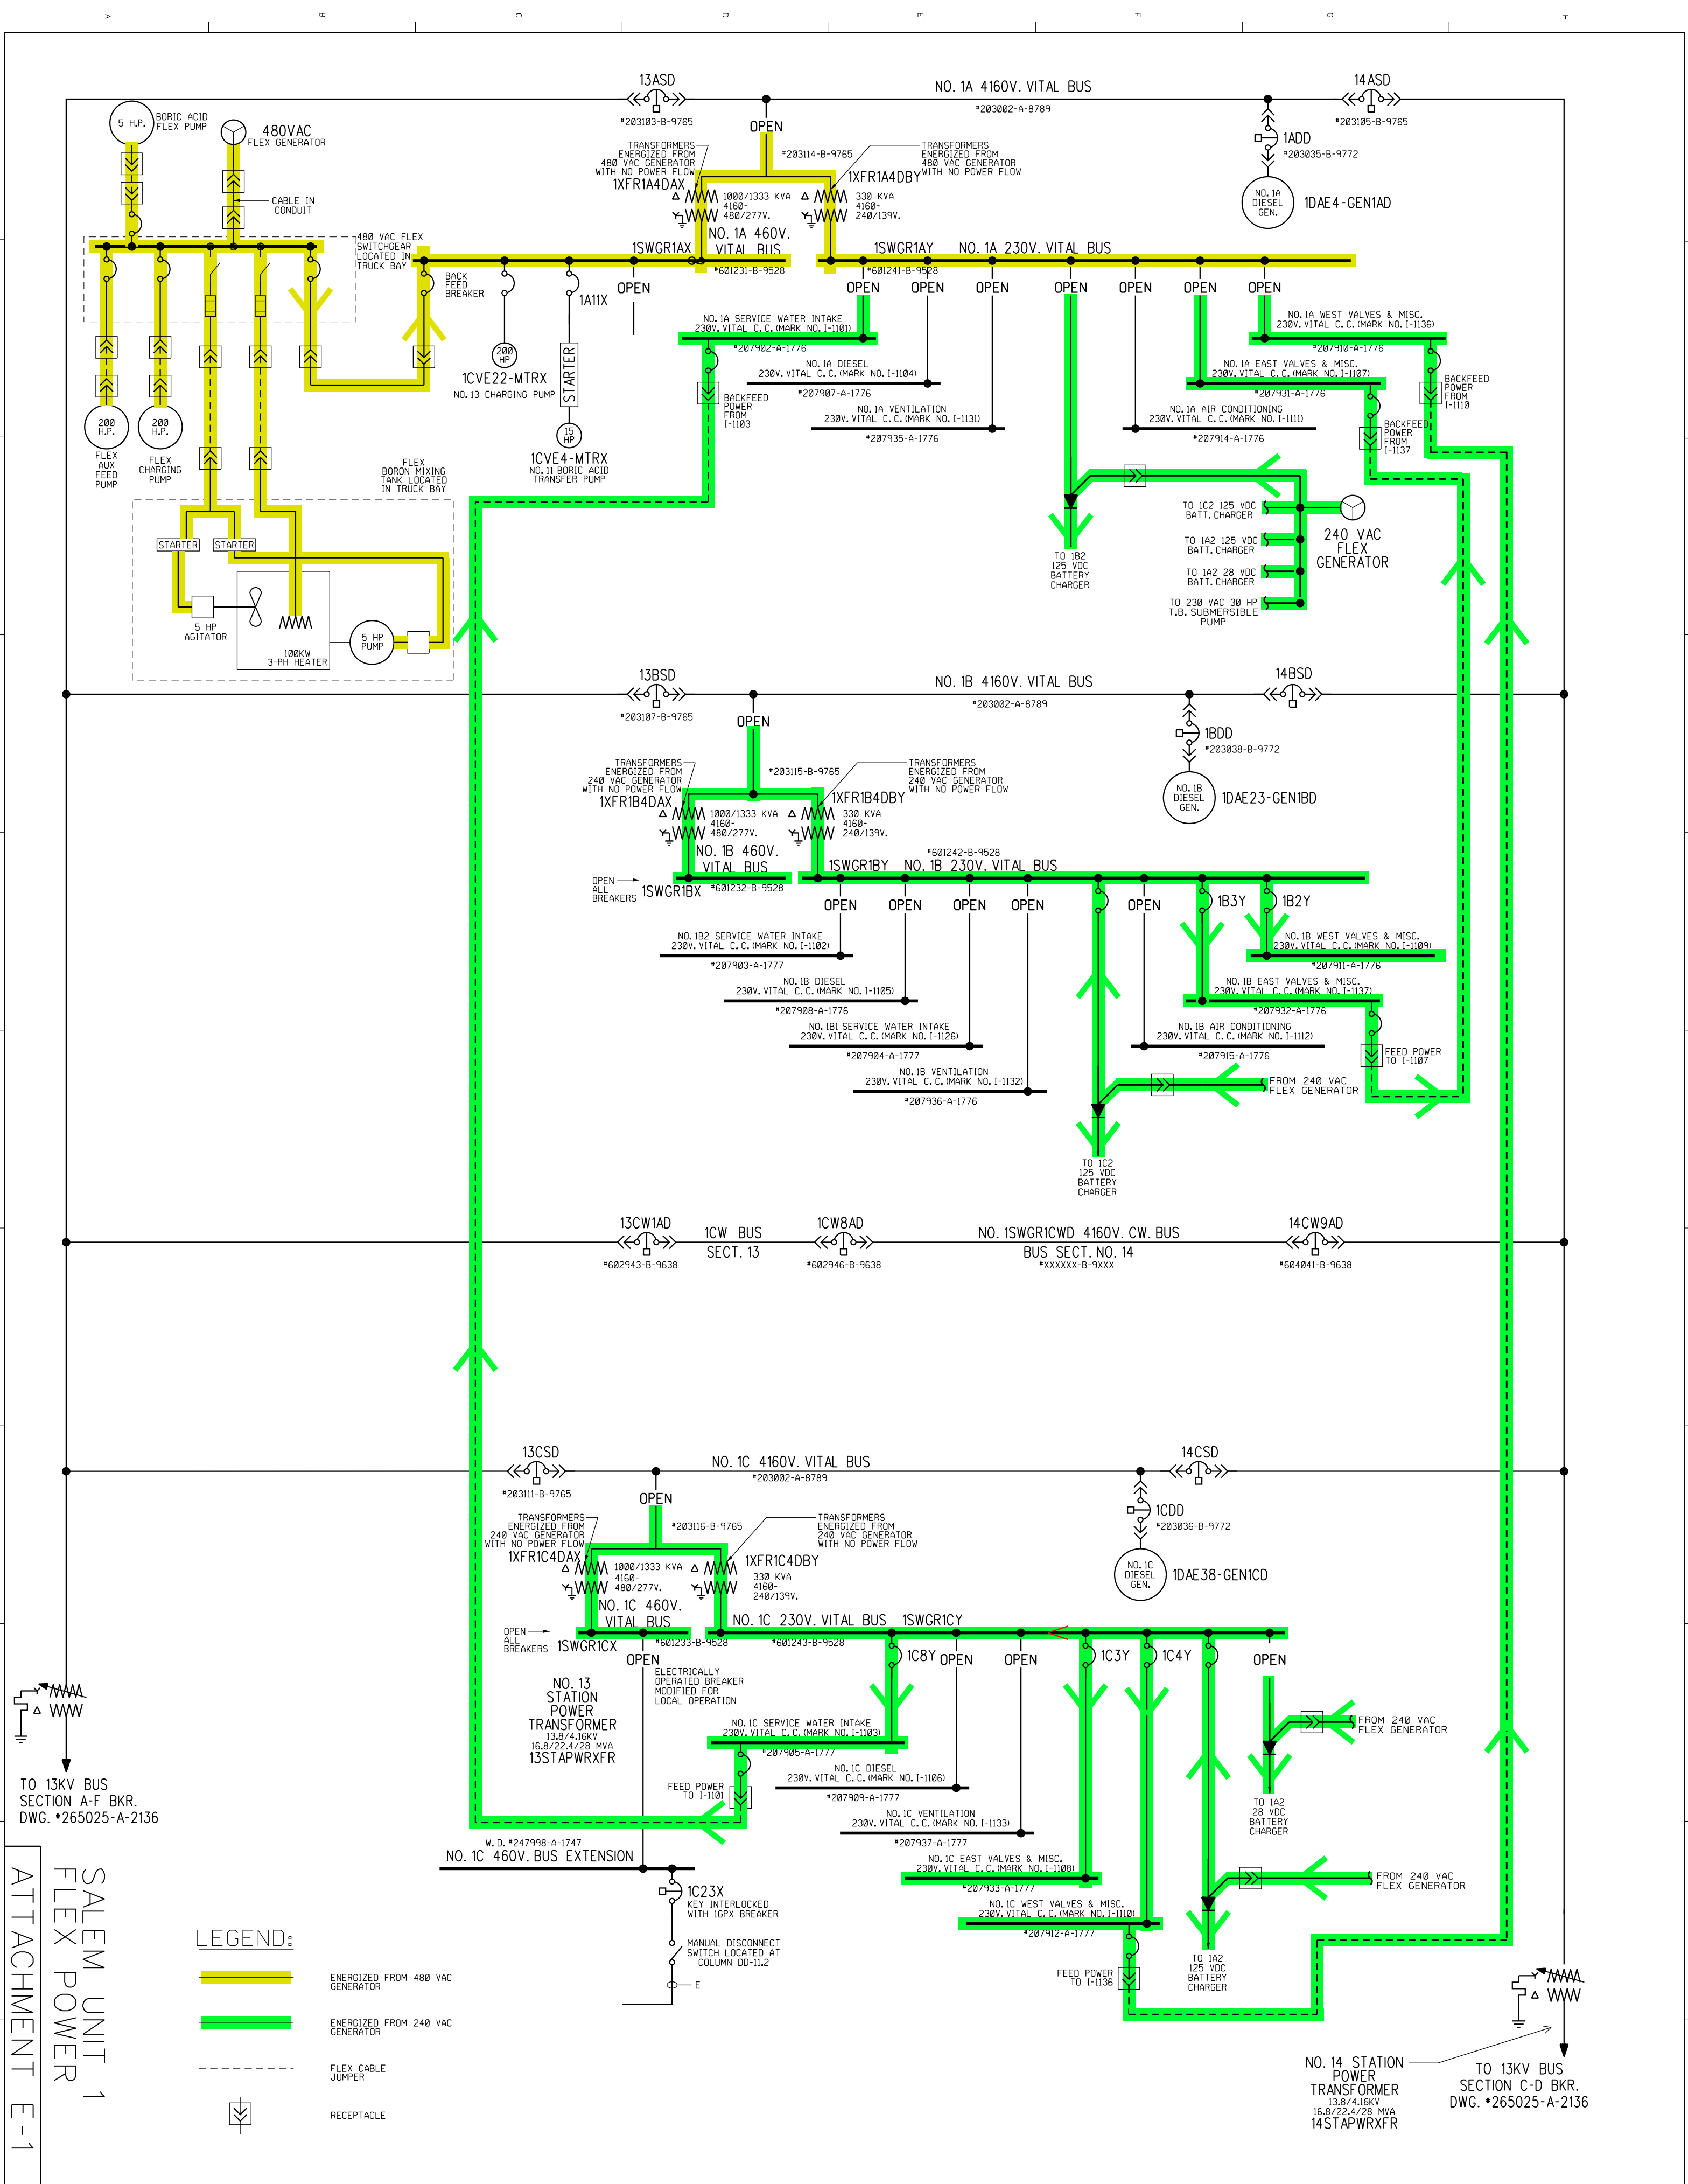 A
B
C
D
E
F
G
H
13ASD
*203103-B-9765
NO. 1A 4160V. VITAL BUS
*203002-A-8789
14ASD
*203105-B-9765
5 H.P.
BORIC ACID
FLEX PUMP
480VAC
FLEX GENERATOR
CABLE IN
CONDUIT
480 VAC FLEX
SWITCHGEAR
LOCATED IN
TRUCK BAY
OPEN
*203114-B-9765
TRANSFORMERS
ENERGIZED FROM
480 VAC GENERATOR
WITH NO POWER FLOW
1XFR1A4DAX
1000/1333 KVA
4160-
480/277V.
TRANSFORMERS
ENERGIZED FROM
480 VAC GENERATOR
WITH NO POWER FLOW
1XFR1A4DBY
330 KVA
4160-
240/139V.
1ADD
*203035-B-9772
NO. 1A
DIESEL
GEN.
1DAE4-GEN1AD
1SWGR1AX
NO. 1A 460V.
VITAL BUS
*601231-B-9528
1SWGR1AY
NO. 1A 230V. VITAL BUS
*601241-B-9528
BACK
FEED
BREAKER
1A11X
OPEN
OPEN
OPEN
OPEN
OPEN
OPEN
OPEN
OPEN
200
HP
1CVE22-MTRX
NO. 13 CHARGING PUMP
STARTER
15
HP
1CVE4-MTRX
NO. 11 BORIC ACID
TRANSFER PUMP
NO. 1A SERVICE WATER INTAKE
230V. VITAL C.C. (MARK NO. I-1101)
*207902-A-1776
NO. 1A DIESEL
230V. VITAL C.C. (MARK NO. I-1104)
*207907-A-1776
NO. 1A VENTILATION
230V. VITAL C.C. (MARK NO. I-1131)
*207935-A-1776
NO. 1A WEST VALVES & MISC.
230V. VITAL C.C. (MARK NO. I-1136)
*207910-A-1776
NO. 1A EAST VALVES & MISC.
230V. VITAL C.C. (MARK NO. I-1107)
*207931-A-1776
NO. 1A AIR CONDITIONING
230V. VITAL C.C. (MARK NO. I-1111)
*207914-A-1776
BACKFEED
POWER
FROM
I-1103
BACKFEED
POWER
FROM
I-1110
BACKFEED
POWER
FROM
I-1137
200
H.P.
FLEX
AUX
FEED
PUMP
200
H.P.
FLEX
CHARGING
PUMP
FLEX
BORON MIXING
TANK LOCATED
IN TRUCK BAY
STARTER
STARTER
5 HP
AGITATOR
100KW
3-PH HEATER
5 HP
PUMP
TO 1B2
125 VDC
BATTERY
CHARGER
TO 1C2 125 VDC
BATT. CHARGER
TO 1A2 125 VDC
BATT. CHARGER
TO 1A2 28 VDC
BATT. CHARGER
TO 230 VAC 30 HP
T.B. SUBMERSIBLE
PUMP
240 VAC
FLEX
GENERATOR
13BSD
*203107-B-9765
NO. 1B 4160V. VITAL BUS
*203002-A-8789
14BSD
OPEN
*203115-B-9765
TRANSFORMERS
ENERGIZED FROM
240 VAC GENERATOR
WITH NO POWER FLOW
1XFR1B4DAX
1000/1333 KVA
4160-
480/277V.
TRANSFORMERS
ENERGIZED FROM
240 VAC GENERATOR
WITH NO POWER FLOW
1XFR1B4DBY
330 KVA
4160-
240/139V.
1BDD
*203038-B-9772
NO. 1B
DIESEL
GEN.
1DAE23-GEN1BD
NO. 1B 460V.
VITAL BUS
OPEN
ALL
BREAKERS
1SWGR1BX
*601232-B-9528
*601242-B-9528
1SWGR1BY
NO. 1B 230V. VITAL BUS
OPEN
OPEN
OPEN
OPEN
OPEN
1B3Y
1B2Y
NO. 1B2 SERVICE WATER INTAKE
230V. VITAL C.C. (MARK NO. I-1102)
*207903-A-1777
NO. 1B DIESEL
230V. VITAL C.C. (MARK NO. I-1105)
*207908-A-1776
NO. 1B1 SERVICE WATER INTAKE
230V. VITAL C.C. (MARK NO. I-1126)
*207904-A-1777
NO. 1B VENTILATION
230V. VITAL C.C. (MARK NO. I-1132)
*207936-A-1776
NO. 1B WEST VALVES & MISC.
230V. VITAL C.C. (MARK NO. I-1109)
*207911-A-1776
NO. 1B EAST VALVES & MISC.
230V. VITAL C.C. (MARK NO. I-1137)
*207932-A-1776
NO. 1B AIR CONDITIONING
230V. VITAL C.C. (MARK NO. I-1112)
*207915-A-1776
FEED POWER
TO I-1107
FROM 240 VAC
FLEX GENERATOR
TO 1C2
125 VDC
BATTERY
CHARGER
13CW1AD
*602943-B-9638
1CW BUS
SECT. 13
1CW8AD
*602946-B-9638
NO. 1SWGR1CWD 4160V. CW. BUS
BUS SECT. NO. 14
*XXXXXX-B-9XXX
14CW9AD
*604041-B-9638
13CSD
*203111-B-9765
NO. 1C 4160V. VITAL BUS
*203002-A-8789
14CSD
OPEN
*203116-B-9765
TRANSFORMERS
ENERGIZED FROM
240 VAC GENERATOR
WITH NO POWER FLOW
1XFR1C4DAX
1000/1333 KVA
4160-
480/277V.
TRANSFORMERS
ENERGIZED FROM
240 VAC GENERATOR
WITH NO POWER FLOW
1XFR1C4DBY
330 KVA
4160-
240/139V.
1CDD
*203036-B-9772
NO. 1C
DIESEL
GEN.
1DAE38-GEN1CD
NO. 1C 460V.
VITAL BUS
OPEN
ALL
BREAKERS
1SWGR1CX
*601233-B-9528
NO. 1C 230V. VITAL BUS
1SWGR1CY
*601243-B-9528
OPEN
ELECTRICALLY
OPERATED BREAKER
MODIFIED FOR
LOCAL OPERATION
1C8Y
OPEN
OPEN
1C3Y
1C4Y
OPEN
NO. 13
STATION
POWER
TRANSFORMER
13.8/4.16KV
16.8/22.4/28 MVA
13STAPWRXFR
NO. 1C SERVICE WATER INTAKE
230V. VITAL C.C. (MARK NO. I-1103)
*207905-A-1777
NO. 1C DIESEL
230V. VITAL C.C. (MARK NO. I-1106)
*207909-A-1777
NO. 1C VENTILATION
230V. VITAL C.C. (MARK NO. I-1133)
*207937-A-1777
NO. 1C EAST VALVES & MISC.
230V. VITAL C.C. (MARK NO. I-1108)
*207933-A-1777
NO. 1C WEST VALVES & MISC.
230V. VITAL C.C. (MARK NO. I-1110)
*207912-A-1777
FEED POWER
TO I-1101
FEED POWER
TO I-1136
FROM 240 VAC
FLEX GENERATOR
TO 1A2
28 VDC
BATTERY
CHARGER
FROM 240 VAC
FLEX GENERATOR
TO 1A2
125 VDC
BATTERY
CHARGER
W.D. *247998-A-1747
NO. 1C 460V. BUS EXTENSION
1C23X
KEY INTERLOCKED
WITH 1GPX BREAKER
MANUAL DISCONNECT
SWITCH LOCATED AT
COLUMN DD-11.2
E
TO 13KV BUS
SECTION A-F BKR.
DWG. *265025-A-2136
NO. 14 STATION
POWER
TRANSFORMER
13.8/4.16KV
16.8/22.4/28 MVA
14STAPWRXFR
TO 13KV BUS
SECTION C-D BKR.
DWG. *265025-A-2136
LEGEND:
ENERGIZED FROM 480 VAC
GENERATOR
ENERGIZED FROM 240 VAC
GENERATOR
FLEX CABLE
JUMPER
RECEPTACLE
SALEM UNIT 1
FLEX POWER
ATTACHMENT E-1